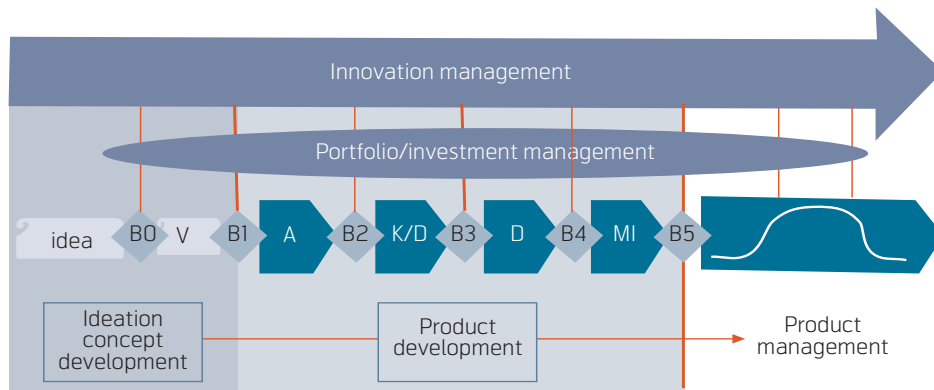 Innovation management
Portfolio/investment management
idea B0 V B1 A B2 K/D B3 D B4 MI B5
Ideation
concept
development
Product
development
Product
management